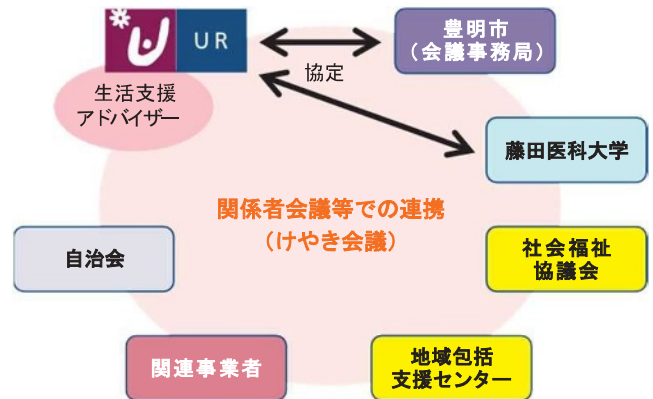 UR
豊明市
（会議事務局）
協定
生活支援
アドバイザー
藤田医科大学
関係者会議等での連携
（けやき会議）
自治会
社会福祉
協議会
関連事業者
地域包括
支援センター